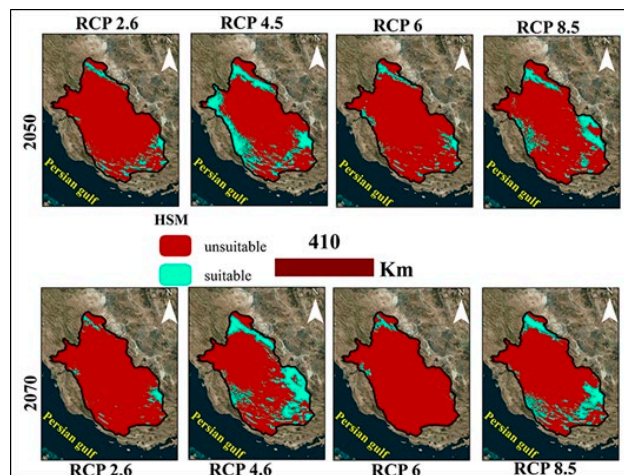 RCP 2.6
RCP 4.5
RCP 6
RCP 8.5
2050
Persian gulf
Persian gulf
Persian gulf
Persian gulf
HSM
unsuitable
suitable
410
Km
2070
Persian gulf
Persian gulf
Persian gulf
Persian gulf
RCP 2.6
RCP 4.6
RCP 6
RCP 8.5